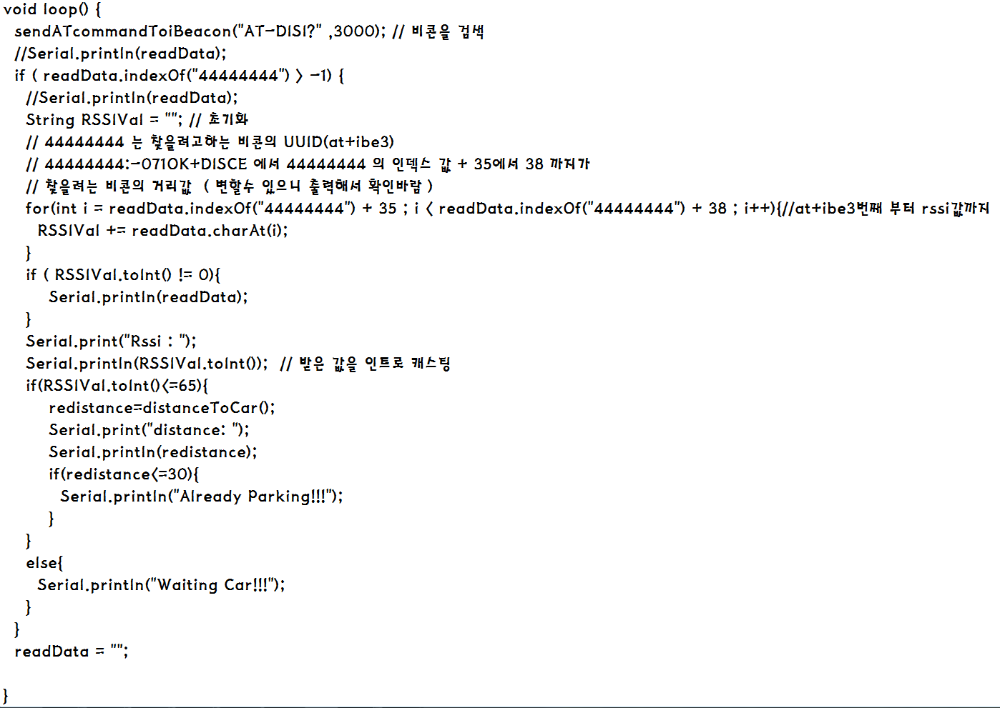 void loop() {
sendATcommandToiBeacon("AT-DISI?" ,3000); // 비콘을 검색
//Serial.println(readData);
if ( readData.indexOf("44444444") > -1) {
//Serial.println(readData);
String RSSIVal = ""; // 초기화
// 44444444 는 찾을려고하는 비콘의 UUID(at+ibe3)
// 44444444:-071OK+DISCE 에서 44444444 의 인덱스 값 + 35에서 38 까지가
// 찾을려는 비콘의 거리값 ( 변할수 있으니 출력해서 확인바람 )
for(int i = readData.indexOf("44444444") + 35 ; i < readData.indexOf("44444444") + 38 ; i++){//at+ibe3번째 부터 rssi값까지
RSSIVal += readData.charAt(i);
}
if ( RSSIVal.toInt() != 0){
Serial.println(readData);
}
Serial.print("Rssi : ");
Serial.println(RSSIVal.toInt()); // 받은 값을 인트로 캐스팅
if(RSSIVal.toInt()<=65){
redistance=distanceToCar();
Serial.print("distance: ");
Serial.println(redistance);
if(redistance<=30){
Serial.println("Already Parking!!!");
}
}
else{
Serial.println("Waiting Car!!!");
}
}
readData = "";
}